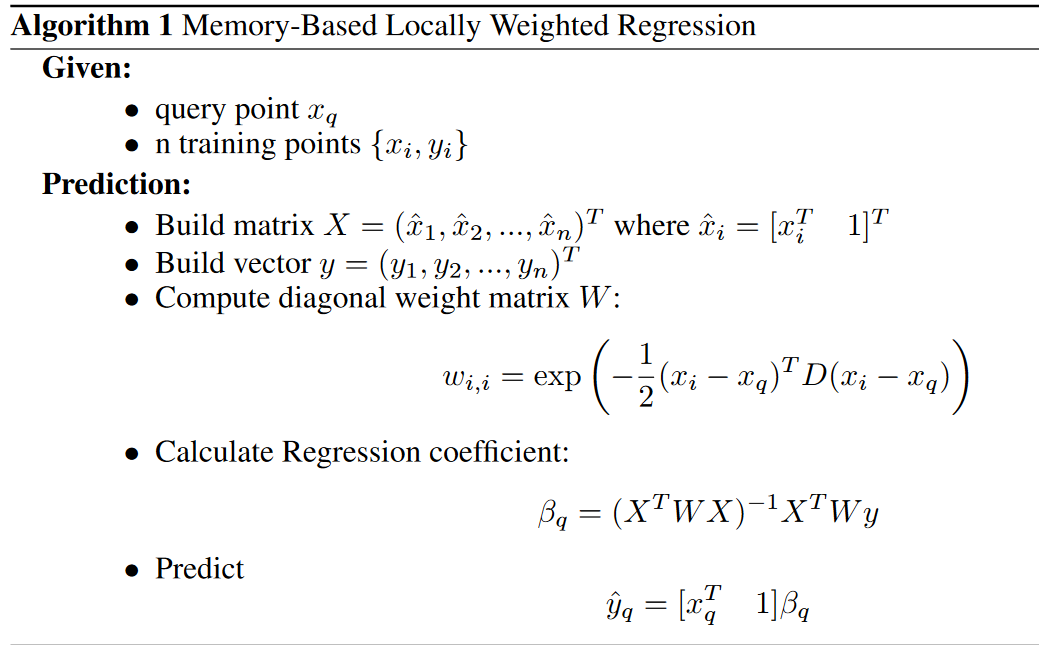 Algorithm 1 Memory-Based Locally Weighted Regression
Given:
• query point $x_q$
• n training points $\{x_i, y_i\}$
Prediction:
• Build matrix $X = (\hat{x}_1, \hat{x}_2, ..., \hat{x}_n)^T$ where $\hat{x}_i = [x_i^T \quad 1]^T$
• Build vector $y = (y_1, y_2, ..., y_n)^T$
• Compute diagonal weight matrix $W$:
$w_{i,i} = \exp\left(-\frac{1}{2}(x_i - x_q)^T D(x_i - x_q)\right)$
• Calculate Regression coefficient:
$\beta_q = (X^T W X)^{-1} X^T W y$
• Predict
$\hat{y}_q = [x_q^T \quad 1]\beta_q$